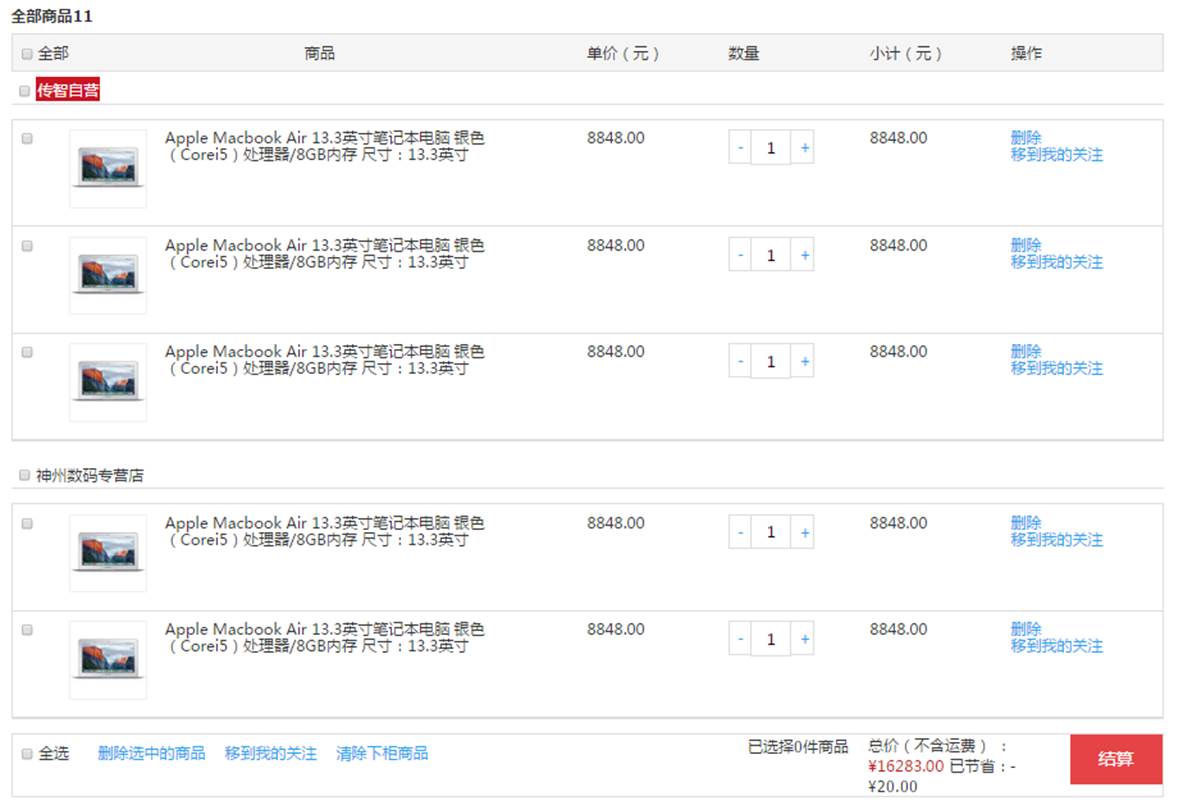 全部商品11
全部 商品 单价（元） 数量 小计（元） 操作
传智自营
Apple Macbook Air 13.3英寸笔记本电脑 银色 8848.00 - 1 + 8848.00 删除
（Corei5）处理器/8GB内存 尺寸：13.3英寸 移到我的关注
Apple Macbook Air 13.3英寸笔记本电脑 银色 8848.00 - 1 + 8848.00 删除
（Corei5）处理器/8GB内存 尺寸：13.3英寸 移到我的关注
Apple Macbook Air 13.3英寸笔记本电脑 银色 8848.00 - 1 + 8848.00 删除
（Corei5）处理器/8GB内存 尺寸：13.3英寸 移到我的关注
神州数码专营店
Apple Macbook Air 13.3英寸笔记本电脑 银色 8848.00 - 1 + 8848.00 删除
（Corei5）处理器/8GB内存 尺寸：13.3英寸 移到我的关注
Apple Macbook Air 13.3英寸笔记本电脑 银色 8848.00 - 1 + 8848.00 删除
（Corei5）处理器/8GB内存 尺寸：13.3英寸 移到我的关注
全选 删除选中的商品 移到我的关注 清除下柜商品 已选择0件商品 总价（不含运费）： 结算
¥16283.00 已节省：-
¥20.00